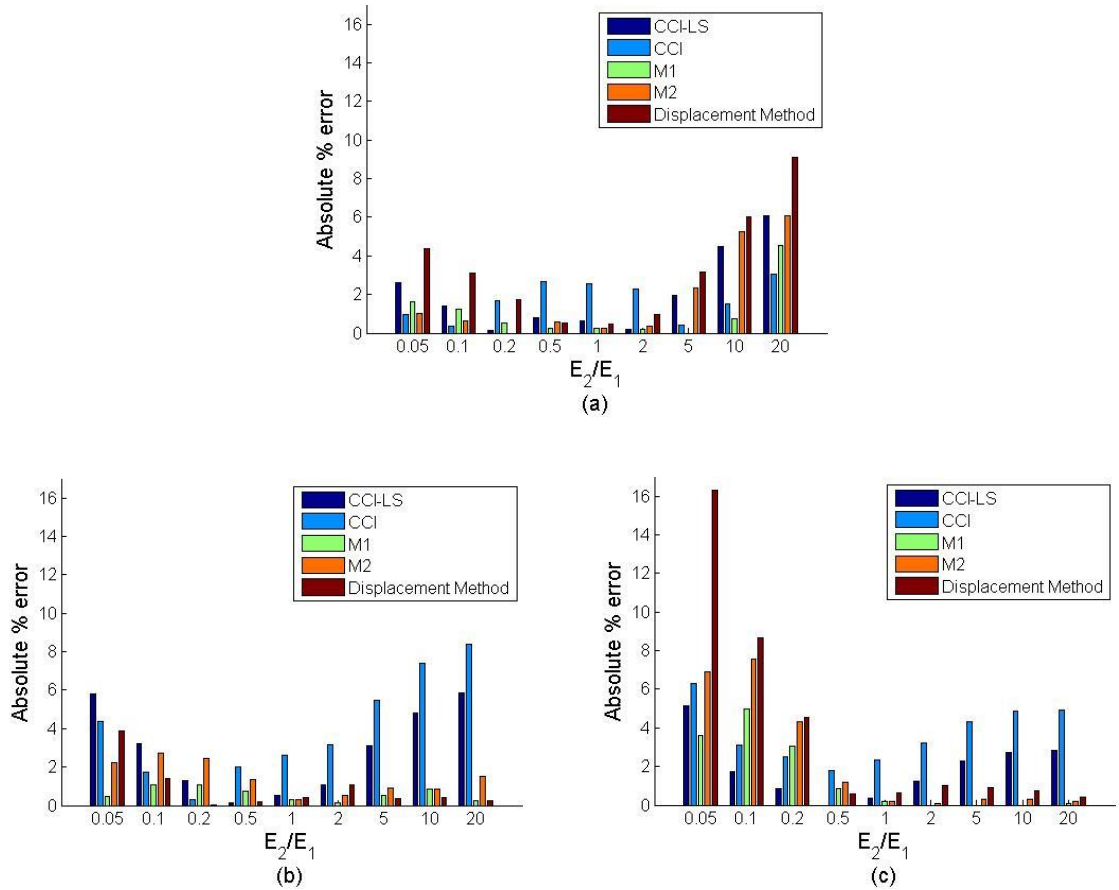 16
14
12
10
8
6
4
2
0
Absolute % error
CCI-LS
CCI
M1
M2
Displacement Method
0.05 0.1 0.2 0.5 1 2 5 10 20
E₂/E₁
(a)
16
14
12
10
8
6
4
2
0
Absolute % error
CCI-LS
CCI
M1
M2
Displacement Method
0.05 0.1 0.2 0.5 1 2 5 10 20
E₂/E₁
(b)
16
14
12
10
8
6
4
2
0
Absolute % error
CCI-LS
CCI
M1
M2
Displacement Method
0.05 0.1 0.2 0.5 1 2 5 10 20
E₂/E₁
(c)